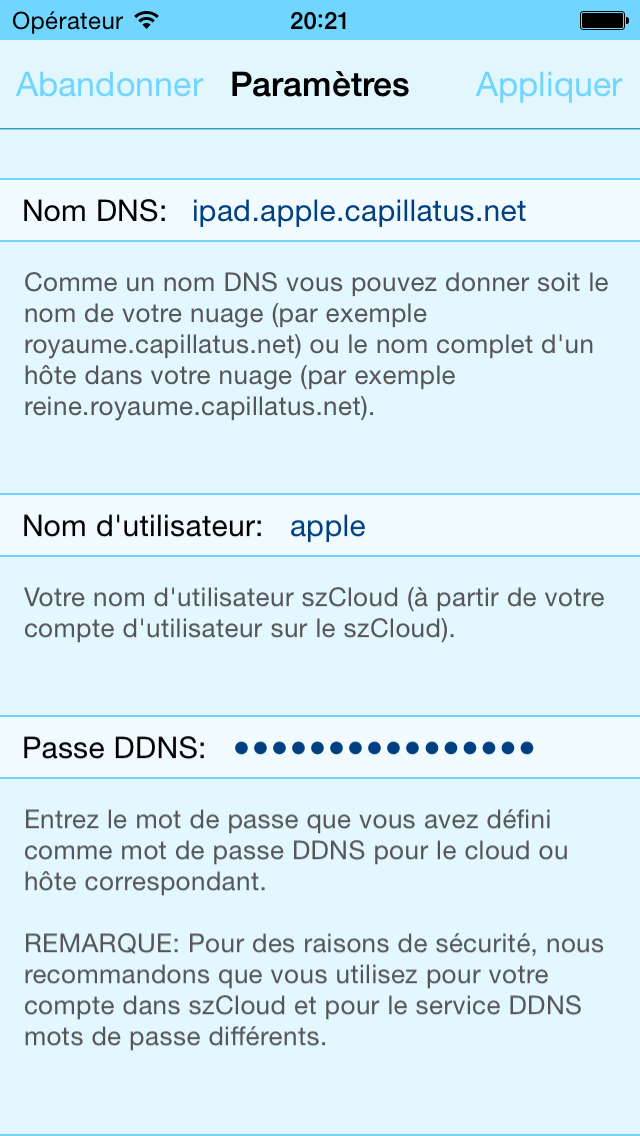 Opérateur 20:21
Abandonner Paramètres Appliquer
Nom DNS: ipad.apple.capillatus.net
Comme un nom DNS vous pouvez donner soit le
nom de votre nuage (par exemple
royaume.capillatus.net) ou le nom complet d'un
hôte dans votre nuage (par exemple
reine.royaume.capillatus.net).
Nom d'utilisateur: apple
Votre nom d'utilisateur szCloud (à partir de votre
compte d'utilisateur sur le szCloud).
Passe DDNS: ••••••••••••••••
Entrez le mot de passe que vous avez défini
comme mot de passe DDNS pour le cloud ou
hôte correspondant.
REMARQUE: Pour des raisons de sécurité, nous
recommandons que vous utilisez pour votre
compte dans szCloud et pour le service DDNS
mots de passe différents.